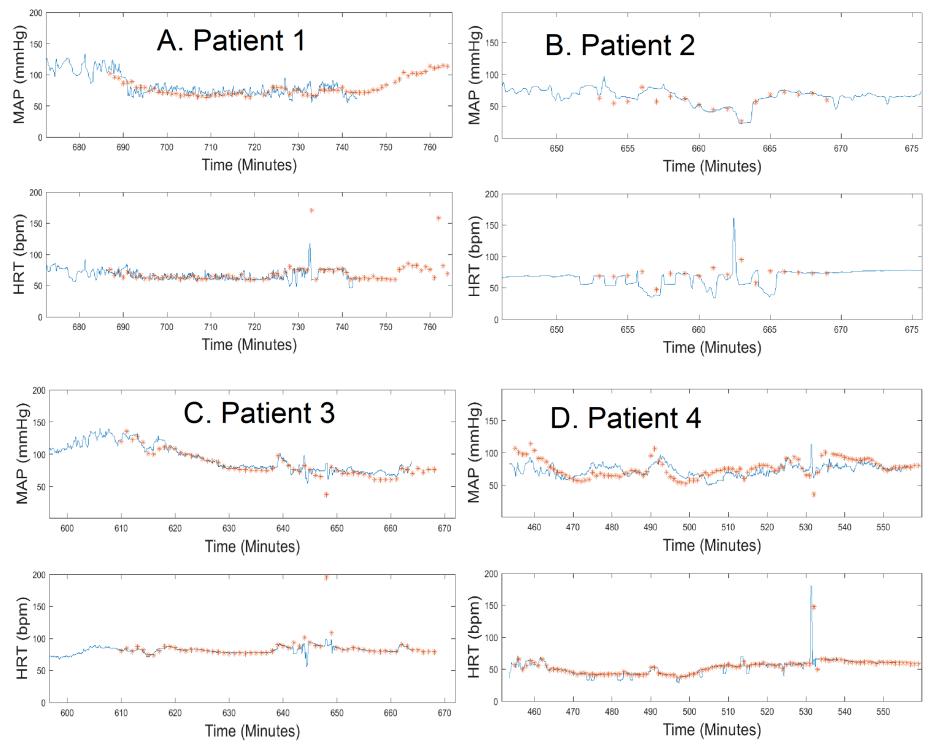 A. Patient 1
MAP (mmHg)
200
150
100
50
0
680 690 700 710 720 730 740 750 760
Time (Minutes)
HRT (bpm)
200
150
100
50
0
680 690 700 710 720 730 740 750 760
Time (Minutes)
B. Patient 2
MAP (mmHg)
200
150
100
50
0
650 655 660 665 670 675
Time (Minutes)
HRT (bpm)
200
150
100
50
0
650 655 660 665 670 675
Time (Minutes)
C. Patient 3
MAP (mmHg)
200
150
100
50
600 610 620 630 640 650 660 670
Time (Minutes)
HRT (bpm)
200
150
100
50
0
600 610 620 630 640 650 660 670
Time (Minutes)
D. Patient 4
MAP (mmHg)
200
150
100
50
460 470 480 490 500 510 520 530 540 550
Time (Minutes)
HRT (bpm)
200
150
100
50
0
460 470 480 490 500 510 520 530 540 550
Time (Minutes)